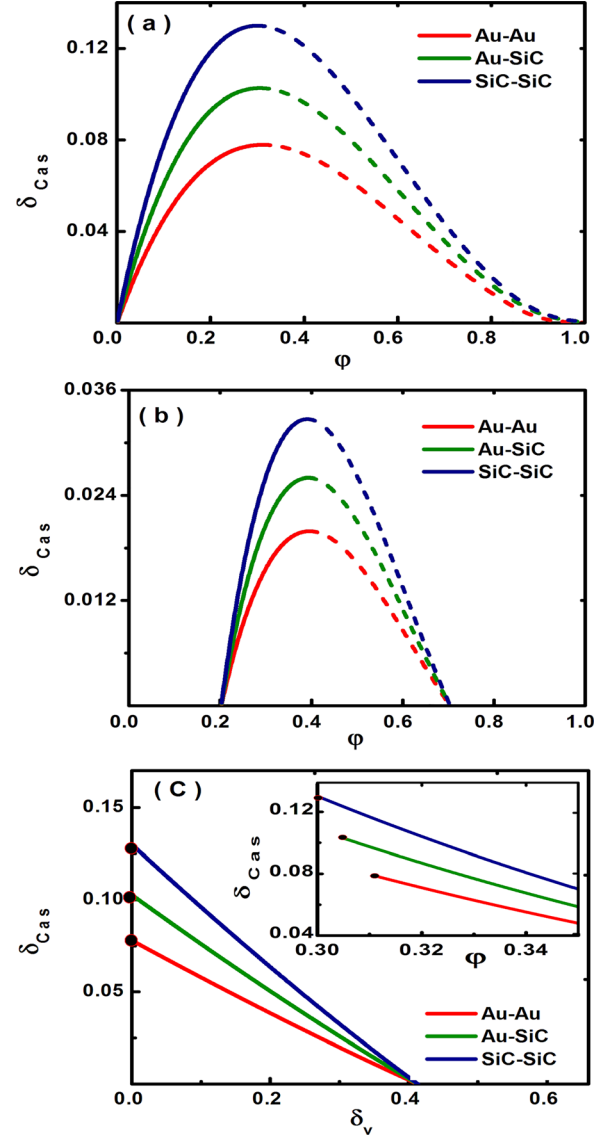 ( a )
Au-Au
Au-SiC
SiC-SiC
0.12
0.08
0.04
δCas
0.0 0.2 0.4 0.6 0.8 1.0
φ
( b )
Au-Au
Au-SiC
SiC-SiC
0.036
0.024
0.012
δCas
0.0 0.2 0.4 0.6 0.8 1.0
φ
( C )
0.15
0.10
0.05
δCas
0.12
0.08
0.04
δCas
0.30 0.32 0.34
φ
Au-Au
Au-SiC
SiC-SiC
0.0 0.2 0.4 0.6
δv